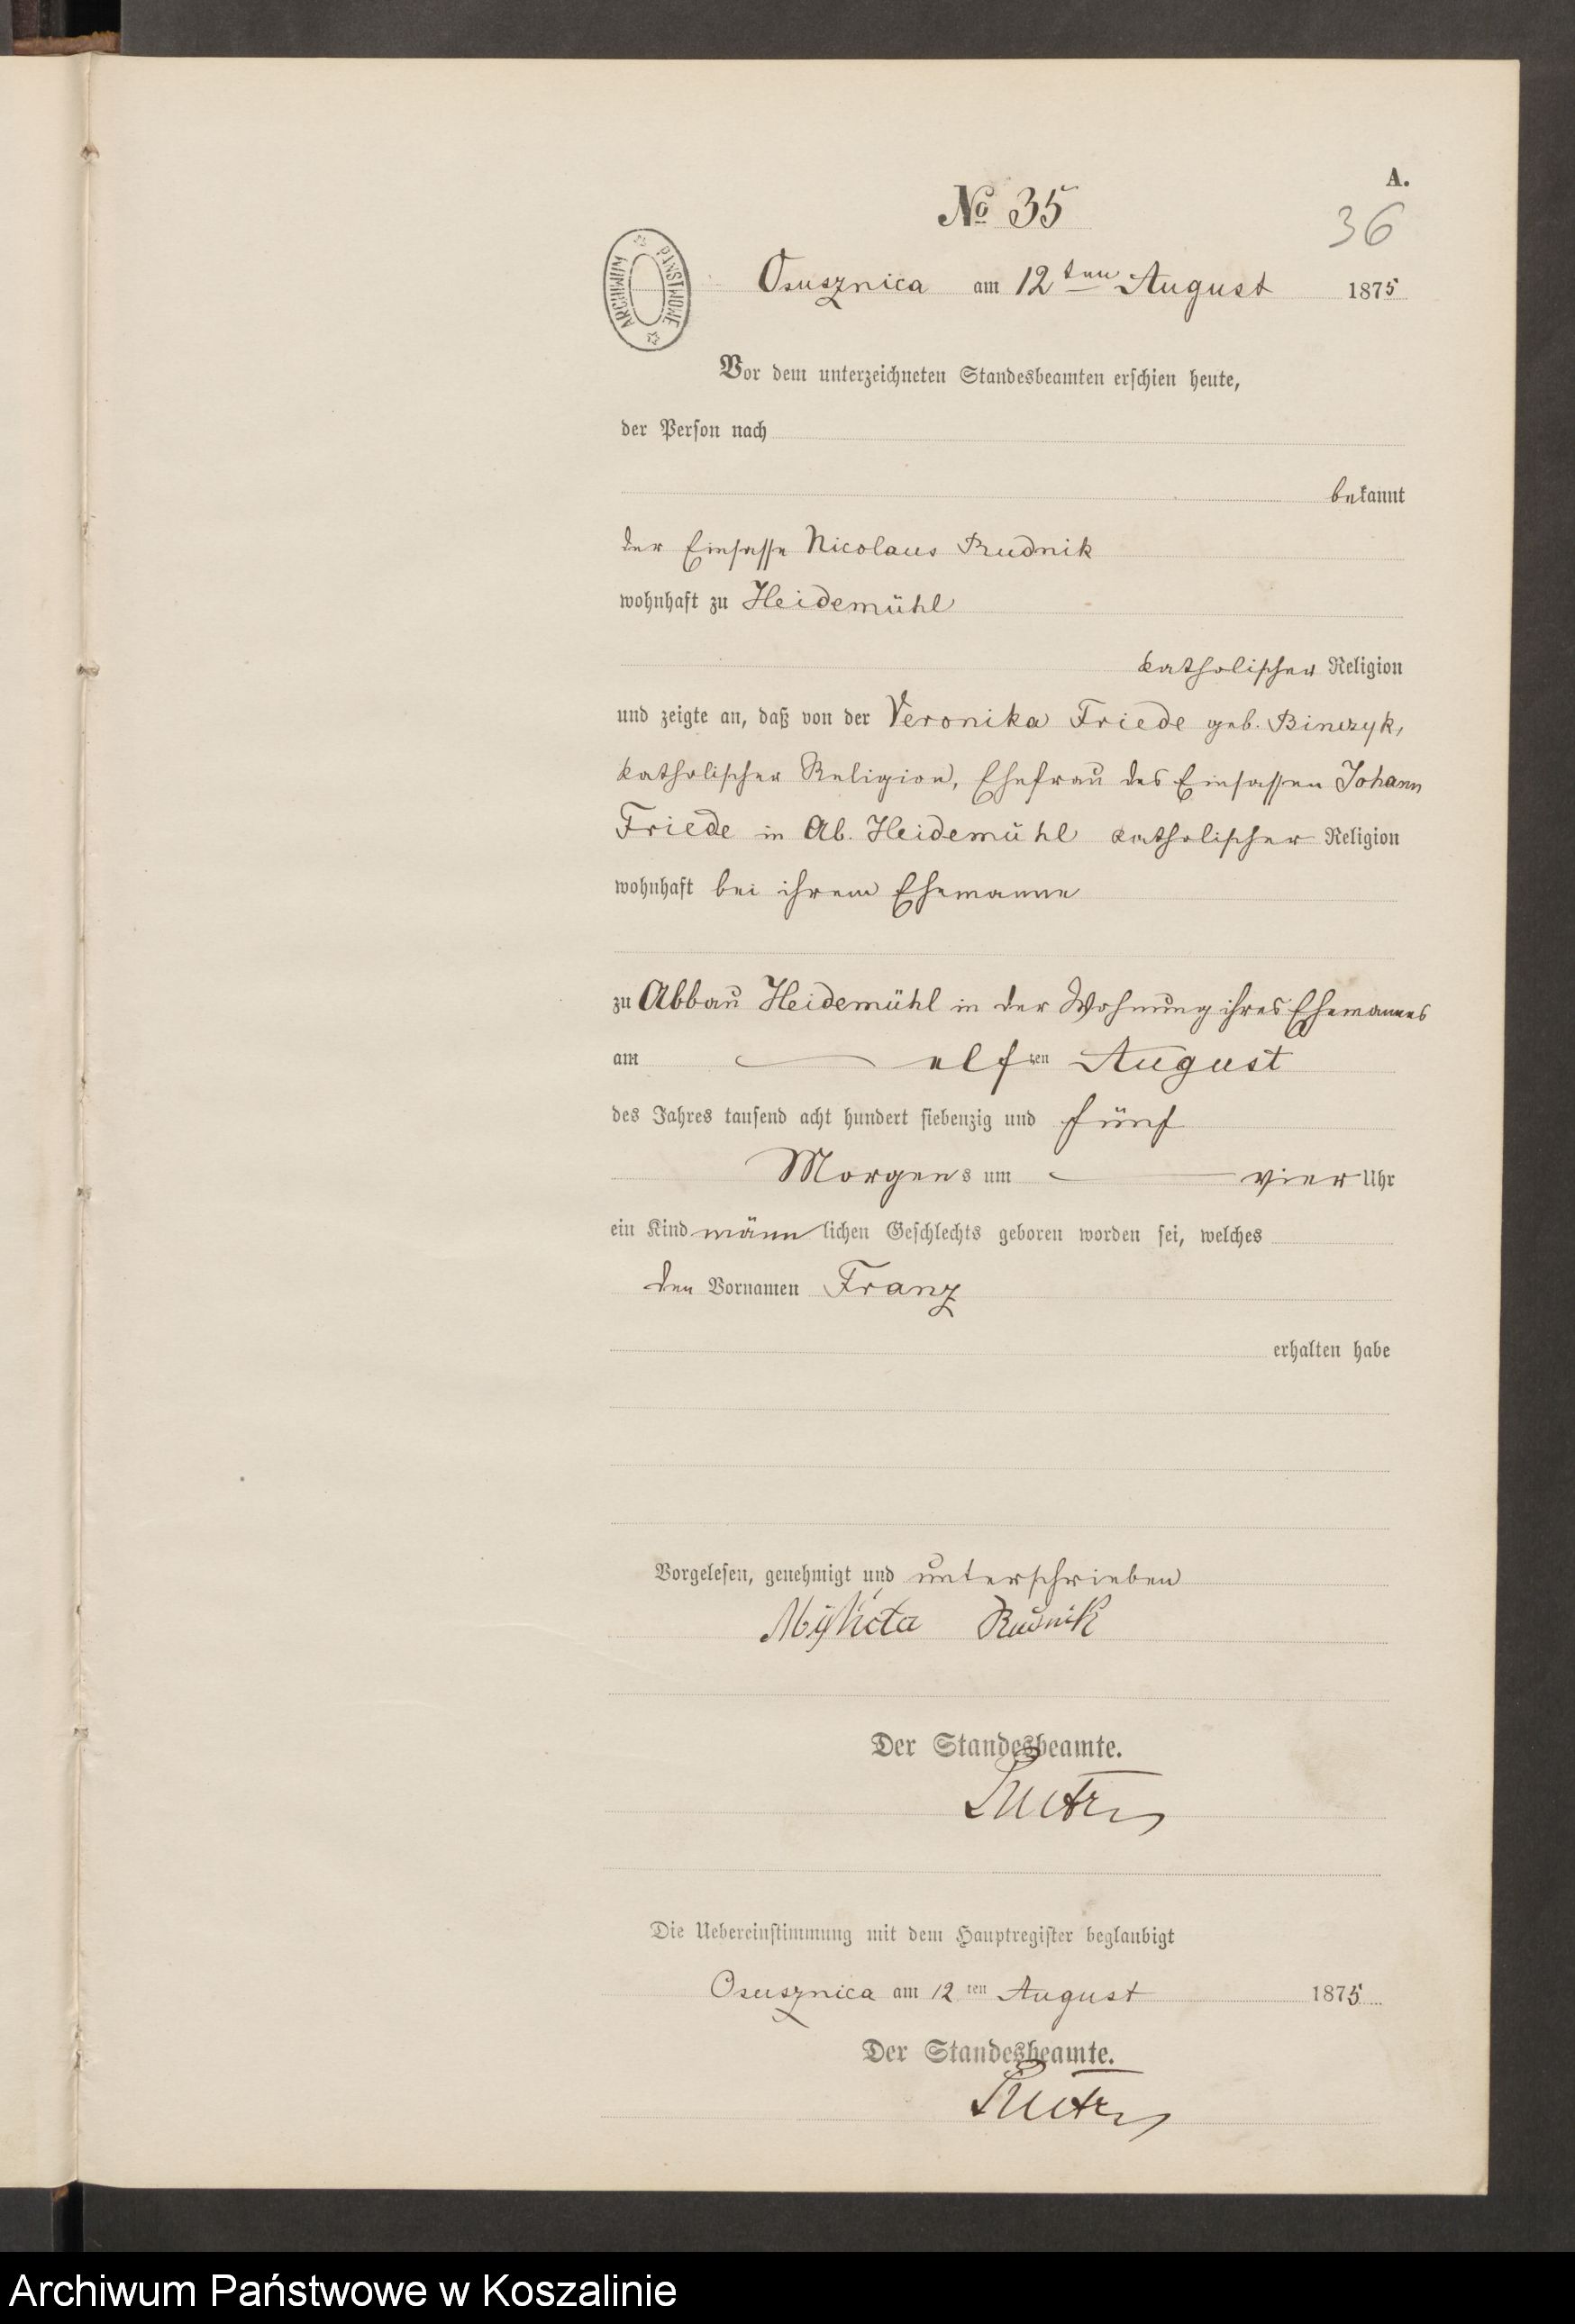 A.
No 35
36
ARCHIWUM PAŃSTWOWE
Osusznica am 12ten August 1875
Vor dem unterzeichneten Standesbeamten erschien heute,
der Person nach
bekannt
der Einsasse Nicolaus Rudnik
wohnhaft zu Heidemühl
katholischer Religion
und zeigte an, daß von der Veronika Friede geb. Binczyk,
katholischer Religion, Ehefrau des Einsassen Johann
Friede in Ab. Heidemühl katholischer Religion
wohnhaft bei ihrem Ehemanne
zu Abbau Heidemühl in der Wohnung ihres Ehemannes
am elften August
des Jahres tausend acht hundert siebenzig und fünf
Morgens um vier Uhr
ein Kind männlichen Geschlechts geboren worden sei, welches
den Vornamen Franz
erhalten habe
Vorgelesen, genehmigt und unterschrieben
Rudnik
Der Standesbeamte.
Die Uebereinstimmung mit dem Hauptregister beglaubigt
Osusznica am 12ten August 1875
Der Standesbeamte.
Archiwum Państwowe w Koszalinie